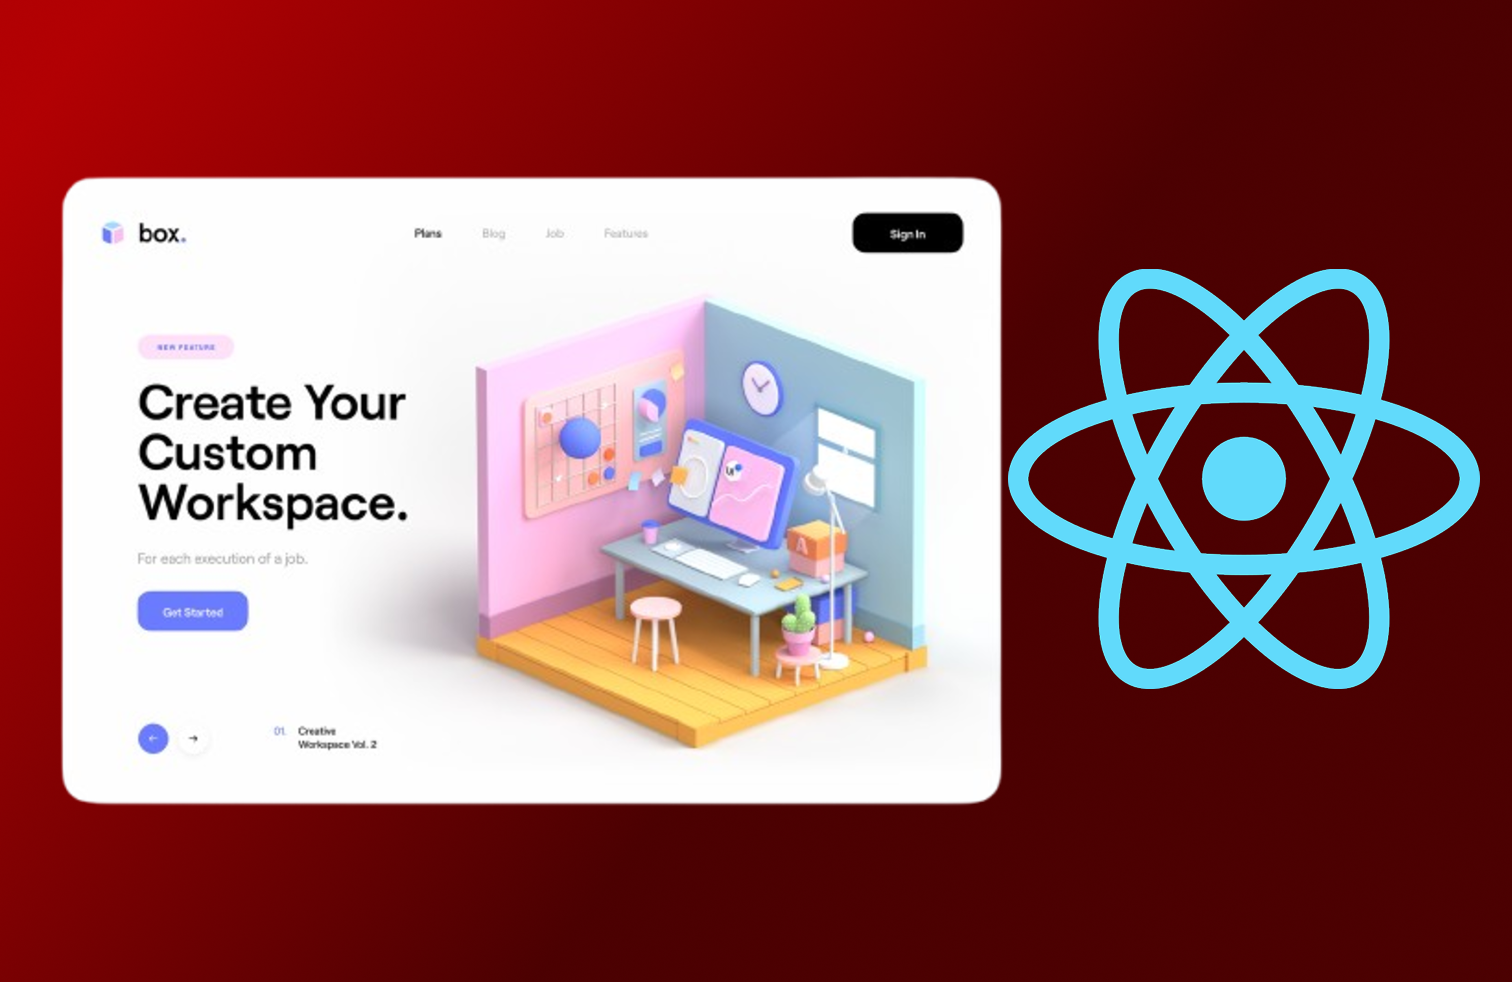 box.
Plans
Blog
Job
Features
Sign In
NEW FEATURE
Create Your
Custom
Workspace.
For each execution of a job.
Get Started
←
→
01.
Creative
Workspace Vol. 2
A